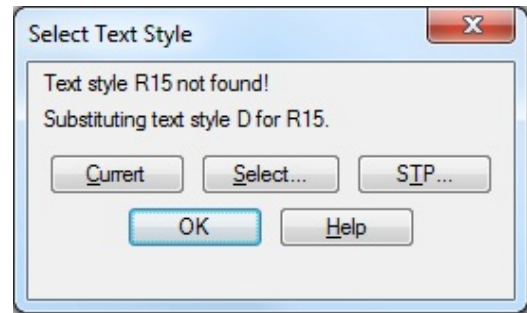 Select Text Style
Text style R15 not found!
Substituting text style D for R15.
Current Select... STP...
OK Help